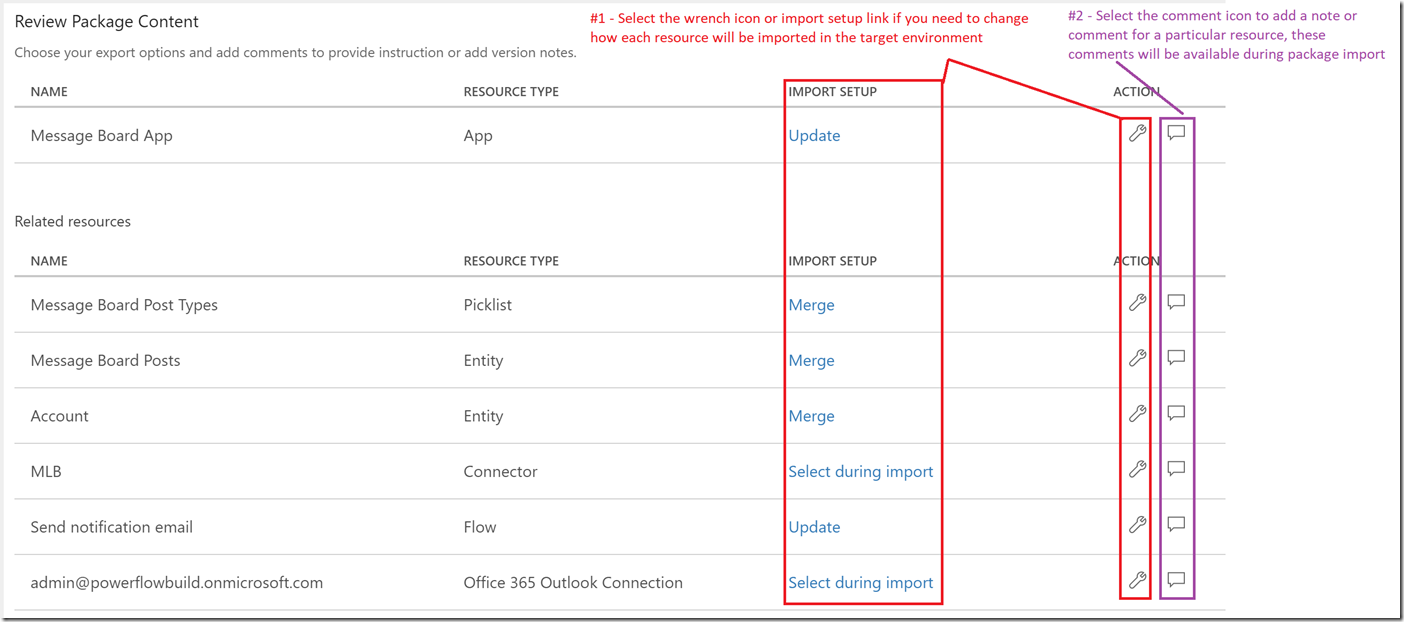 Review Package Content
#1 - Select the wrench icon or import setup link if you need to change
how each resource will be imported in the target environment
#2 - Select the comment icon to add a note or
comment for a particular resource, these
comments will be available during package import
Choose your export options and add comments to provide instruction or add version notes.
NAME RESOURCE TYPE IMPORT SETUP ACTION
Message Board App App Update
Related resources
NAME RESOURCE TYPE IMPORT SETUP ACTION
Message Board Post Types Picklist Merge
Message Board Posts Entity Merge
Account Entity Merge
MLB Connector Select during import
Send notification email Flow Update
admin@powerflowbuild.onmicrosoft.com Office 365 Outlook Connection Select during import